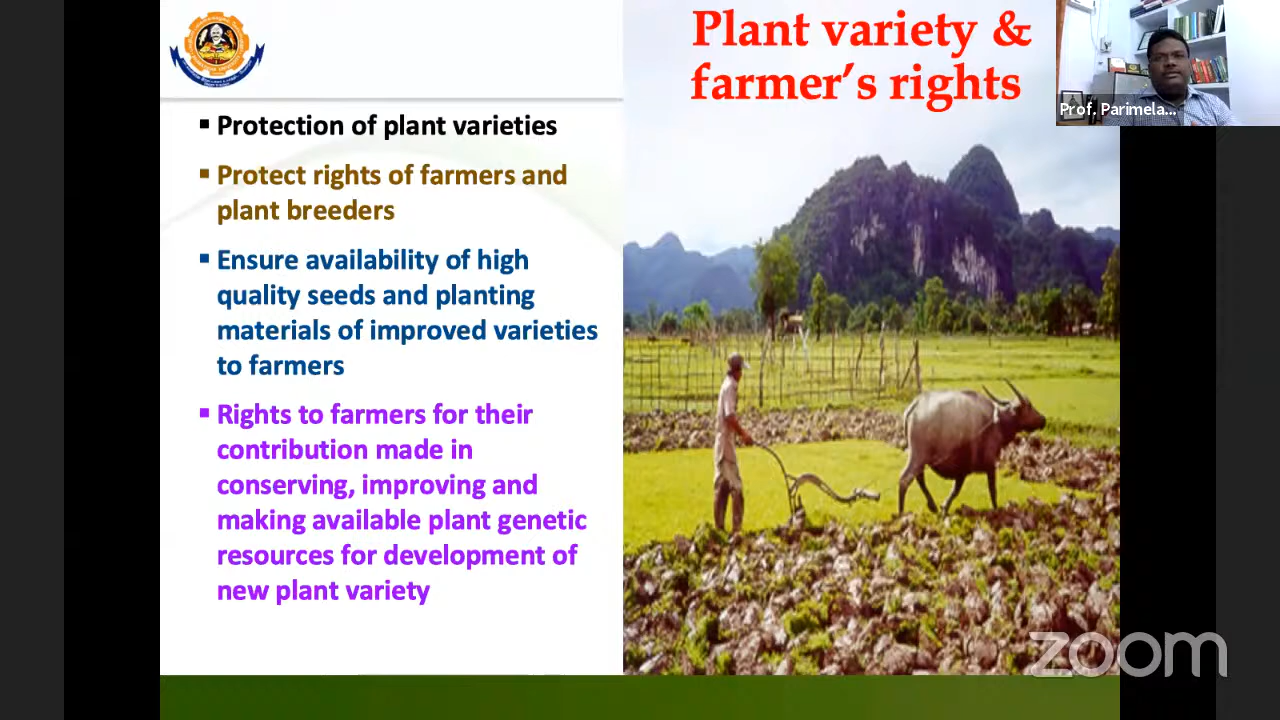 Plant variety &
farmer's rights
Prof. Parimela...
▪ Protection of plant varieties
▪ Protect rights of farmers and
plant breeders
▪ Ensure availability of high
quality seeds and planting
materials of improved varieties
to farmers
▪ Rights to farmers for their
contribution made in
conserving, improving and
making available plant genetic
resources for development of
new plant variety
zoom